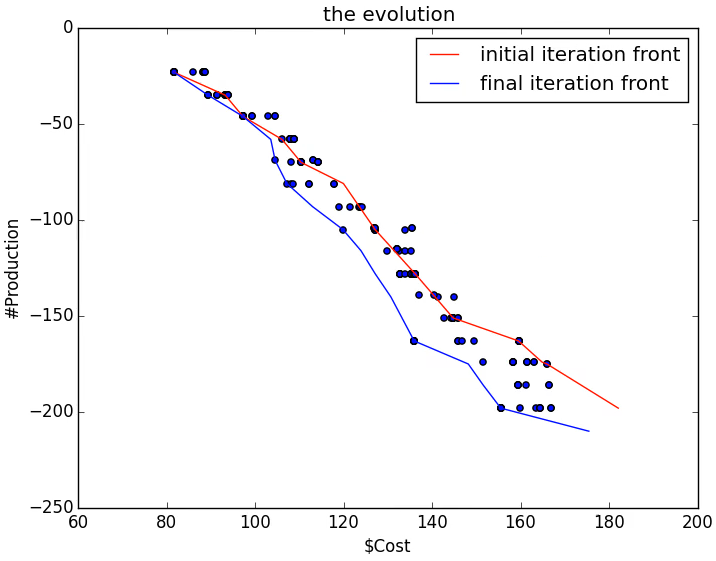 the evolution
initial iteration front
final iteration front
0
−50
−100
−150
−200
−250
#Production
60 80 100 120 140 160 180 200
$Cost